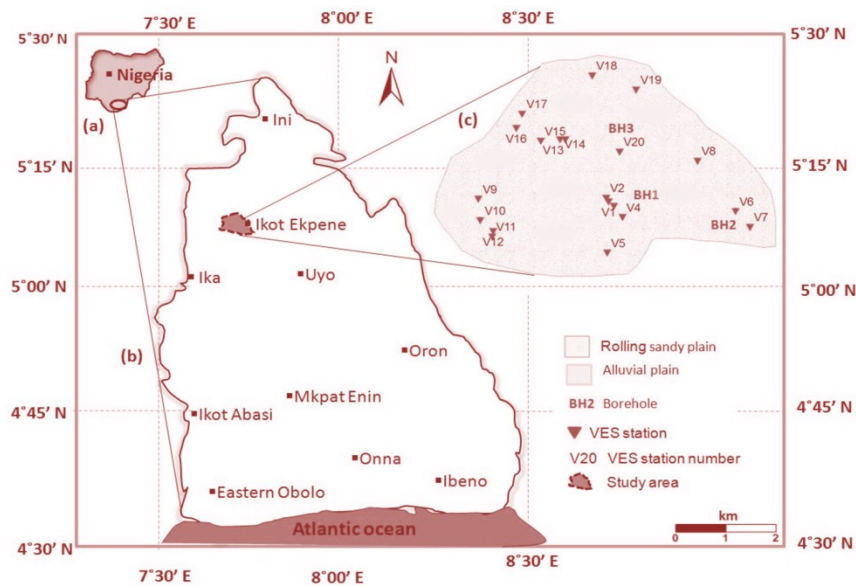 7°30′ E
8°00′ E
8°30′ E
5°30′ N
5°30′ N
Nigeria
(a)
N
Ini
(c)
V18
V19
V17
V16
V15
V13
V14
BH3
V20
V8
5°15′ N
5°15′ N
Ikot Ekpene
V9
V10
V11
V12
V2
V1
BH1
V4
V6
BH2
V7
V5
Ika
Uyo
5°00′ N
5°00′ N
(b)
Oron
Rolling sandy plain
Alluvial plain
BH2 Borehole
VES station
V20 VES station number
Study area
Mkpat Enin
4°45′ N
4°45′ N
Ikot Abasi
Onna
Ibeno
Eastern Obolo
km
0 1 2
Atlantic ocean
4°30′ N
4°30′ N
7°30′ E
8°00′ E
8°30′ E